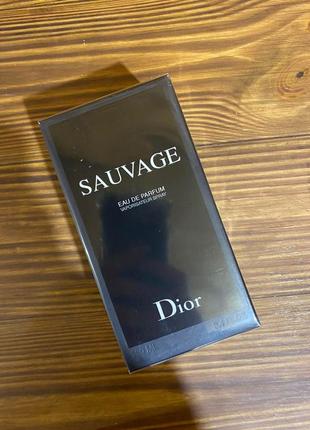 SAUVAGE
EAU DE PARFUM
VAPORISATEUR SPRAY
Dior